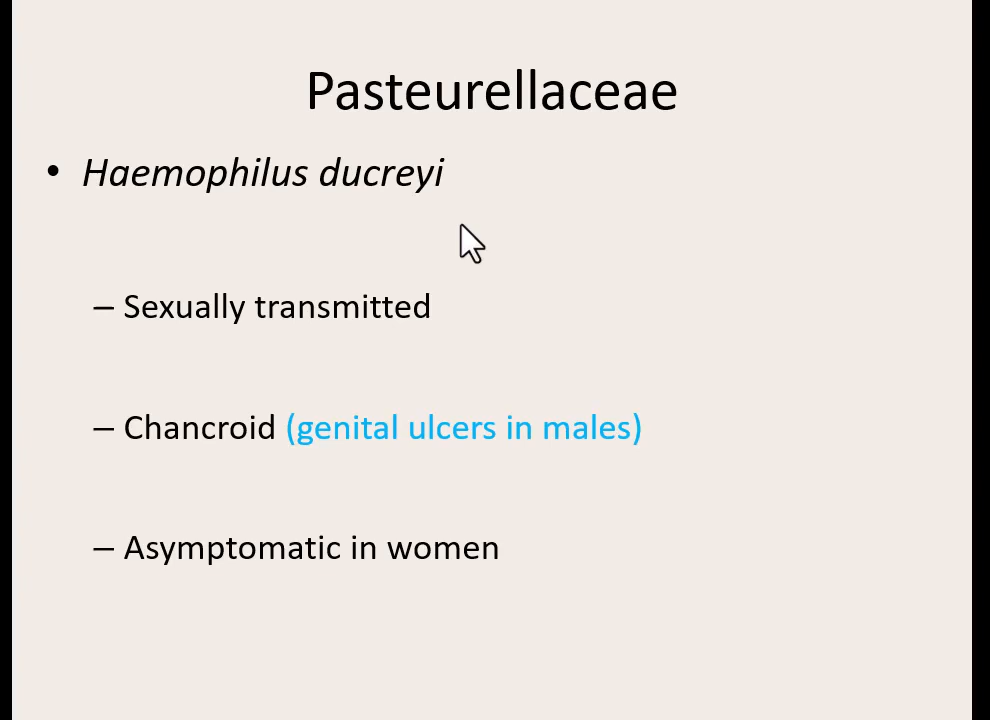 Pasteurellaceae
• Haemophilus ducreyi
– Sexually transmitted
– Chancroid (genital ulcers in males)
– Asymptomatic in women